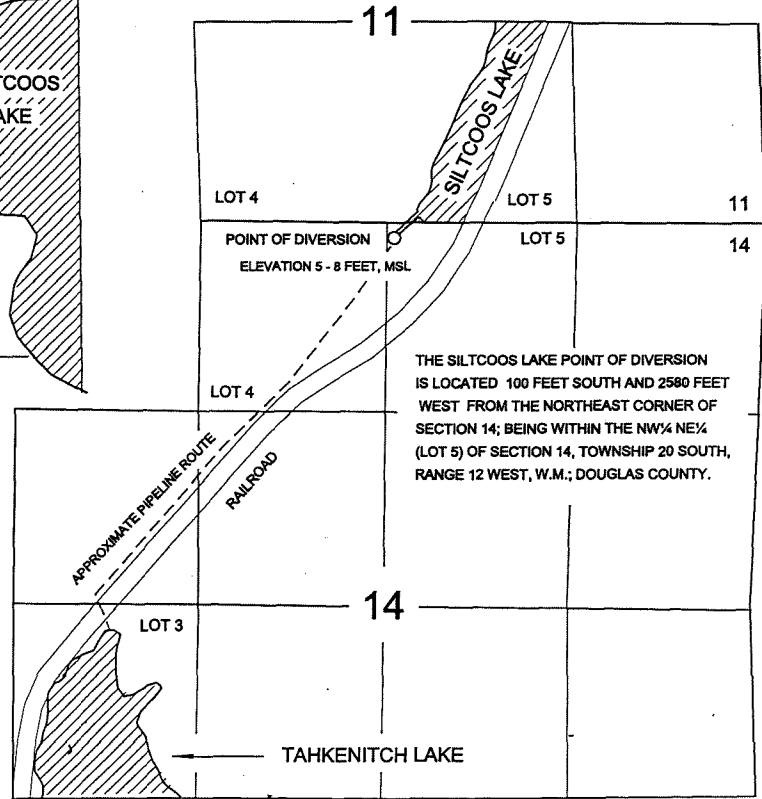 11
TCOOS
AKE
SILTCOOS LAKE
LOT 4
LOT 5
11
POINT OF DIVERSION
LOT 5
14
ELEVATION 5 - 8 FEET, MSL
THE SILTCOOS LAKE POINT OF DIVERSION
IS LOCATED 100 FEET SOUTH AND 2580 FEET
WEST FROM THE NORTHEAST CORNER OF
SECTION 14; BEING WITHIN THE NW¼ NE¼
(LOT 5) OF SECTION 14, TOWNSHIP 20 SOUTH,
RANGE 12 WEST, W.M.; DOUGLAS COUNTY.
LOT 4
APPROXIMATE PIPELINE ROUTE
RAILROAD
14
LOT 3
TAHKENITCH LAKE